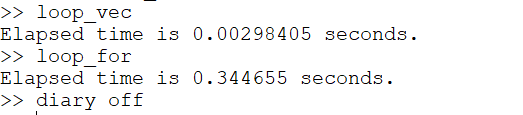 >> loop_vec
Elapsed time is 0.00298405 seconds.
>> loop_for
Elapsed time is 0.344655 seconds.
>> diary off